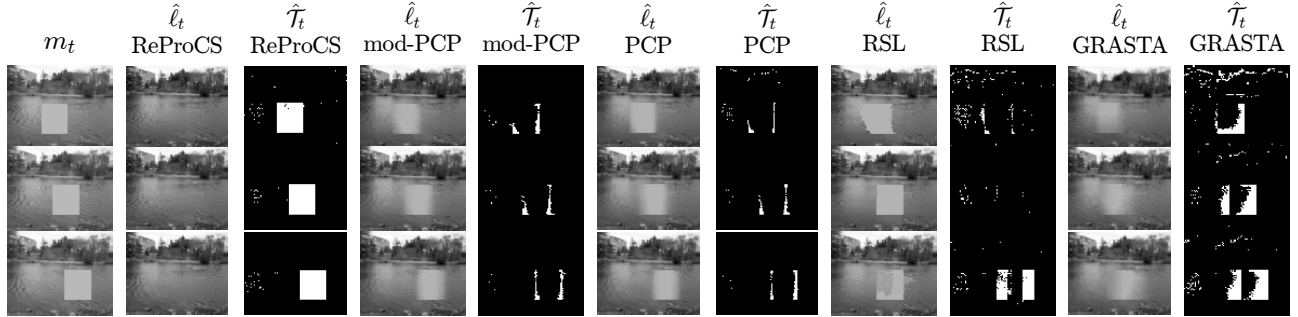 $\hat{\ell}_t$ $\hat{\mathcal{T}}_t$ $\hat{\ell}_t$ $\hat{\mathcal{T}}_t$ $\hat{\ell}_t$ $\hat{\mathcal{T}}_t$ $\hat{\ell}_t$ $\hat{\mathcal{T}}_t$ $\hat{\ell}_t$ $\hat{\mathcal{T}}_t$
$m_t$ ReProCS ReProCS mod-PCP mod-PCP PCP PCP RSL RSL GRASTA GRASTA